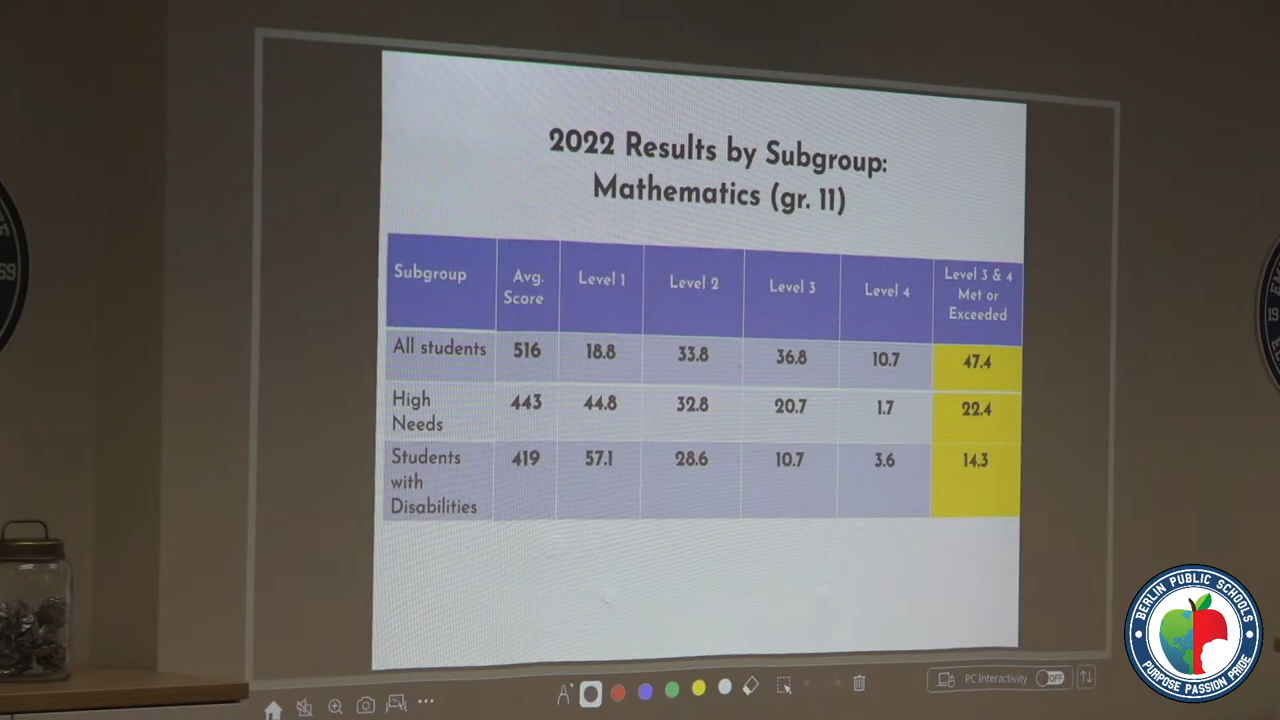 2022 Results by Subgroup:
Mathematics (gr. 11)
Subgroup Avg. Score Level 1 Level 2 Level 3 Level 4 Level 3 & 4 Met or Exceeded
All students 516 18.8 33.8 36.8 10.7 47.4
High Needs 443 44.8 32.8 20.7 1.7 22.4
Students with Disabilities 419 57.1 28.6 10.7 3.6 14.3
PC Interactivity OFF
BERLIN PUBLIC SCHOOLS
PURPOSE PASSION PRIDE
69
19